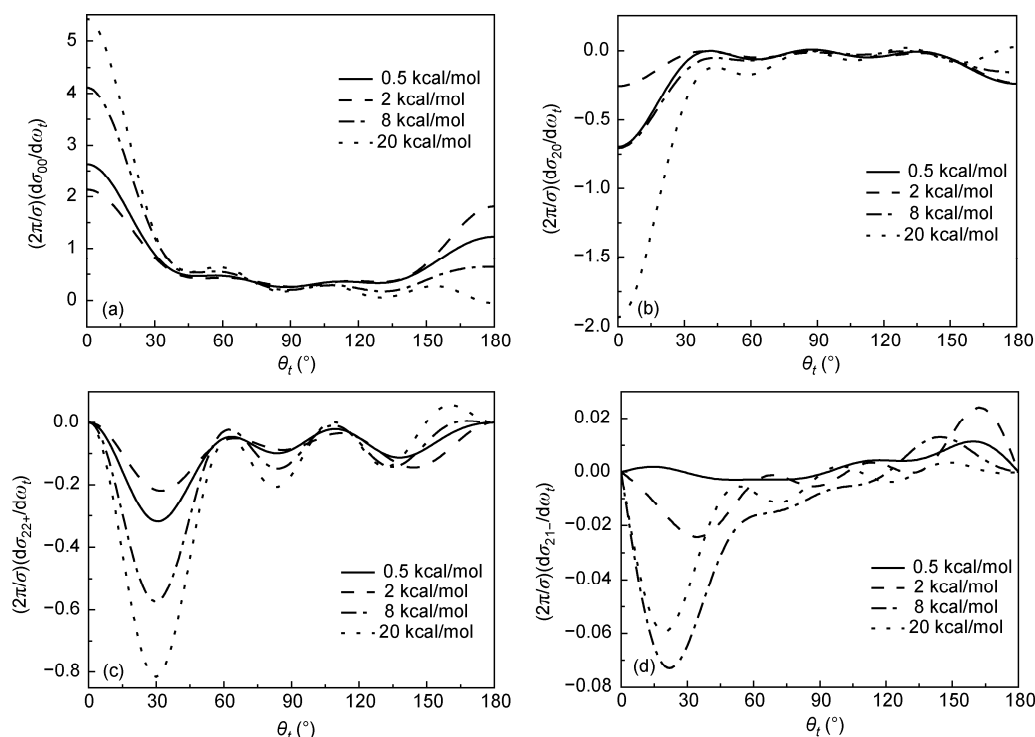 (2π/σ)(dσ00/dωt)
5
4
3
2
1
0
0.5 kcal/mol
2 kcal/mol
8 kcal/mol
20 kcal/mol
(a)
0 30 60 90 120 150 180
θt (°)
(2π/σ)(dσ20/dωt)
0.0
−0.5
−1.0
−1.5
−2.0
0.5 kcal/mol
2 kcal/mol
8 kcal/mol
20 kcal/mol
(b)
0 30 60 90 120 150 180
θt (°)
(2π/σ)(dσ22+/dωt)
0.0
−0.2
−0.4
−0.6
−0.8
0.5 kcal/mol
2 kcal/mol
8 kcal/mol
20 kcal/mol
(c)
0 30 60 90 120 150 180
θt (°)
(2π/σ)(dσ21−/dωt)
0.02
0.00
−0.02
−0.04
−0.06
−0.08
0.5 kcal/mol
2 kcal/mol
8 kcal/mol
20 kcal/mol
(d)
0 30 60 90 120 150 180
θt (°)